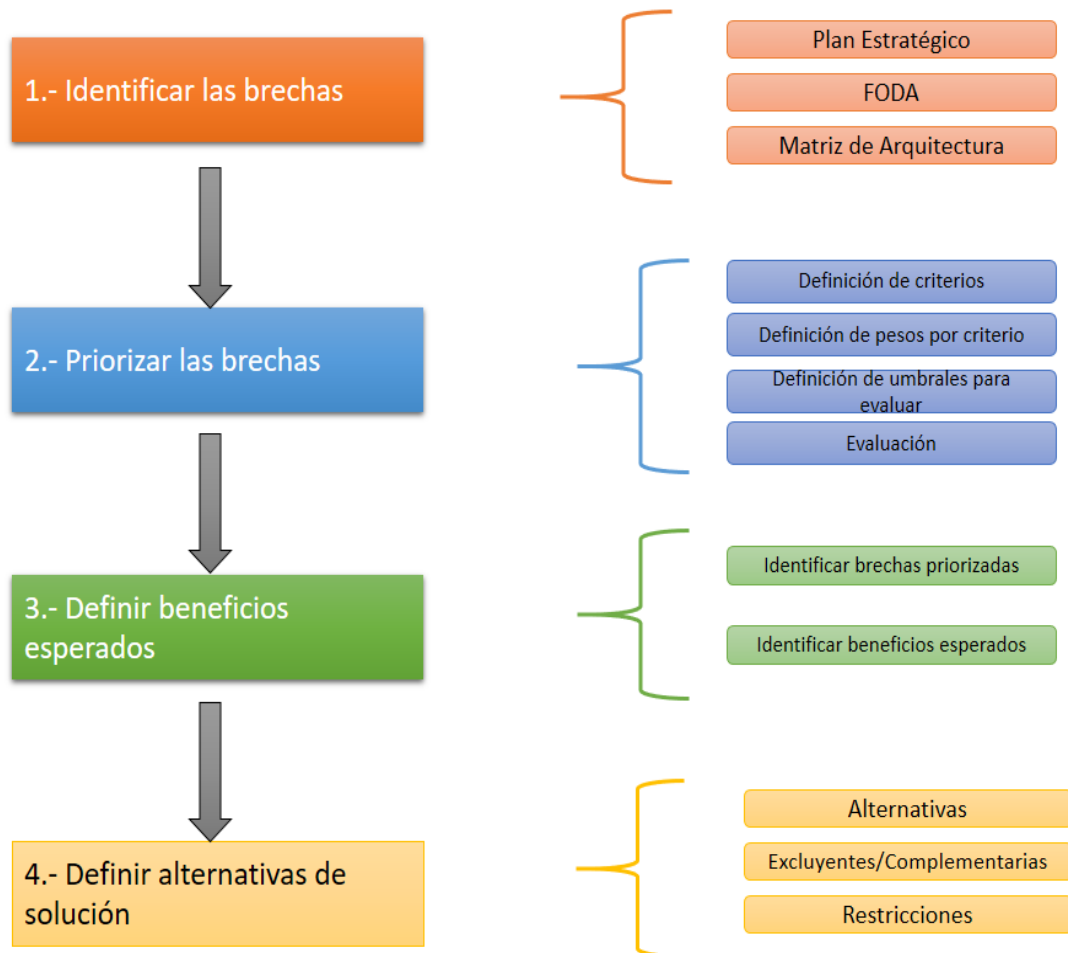 1.- Identificar las brechas
Plan Estratégico
FODA
Matriz de Arquitectura
2.- Priorizar las brechas
Definición de criterios
Definición de pesos por criterio
Definición de umbrales para
evaluar
Evaluación
3.- Definir beneficios
esperados
Identificar brechas priorizadas
Identificar beneficios esperados
4.- Definir alternativas de
solución
Alternativas
Excluyentes/Complementarias
Restricciones